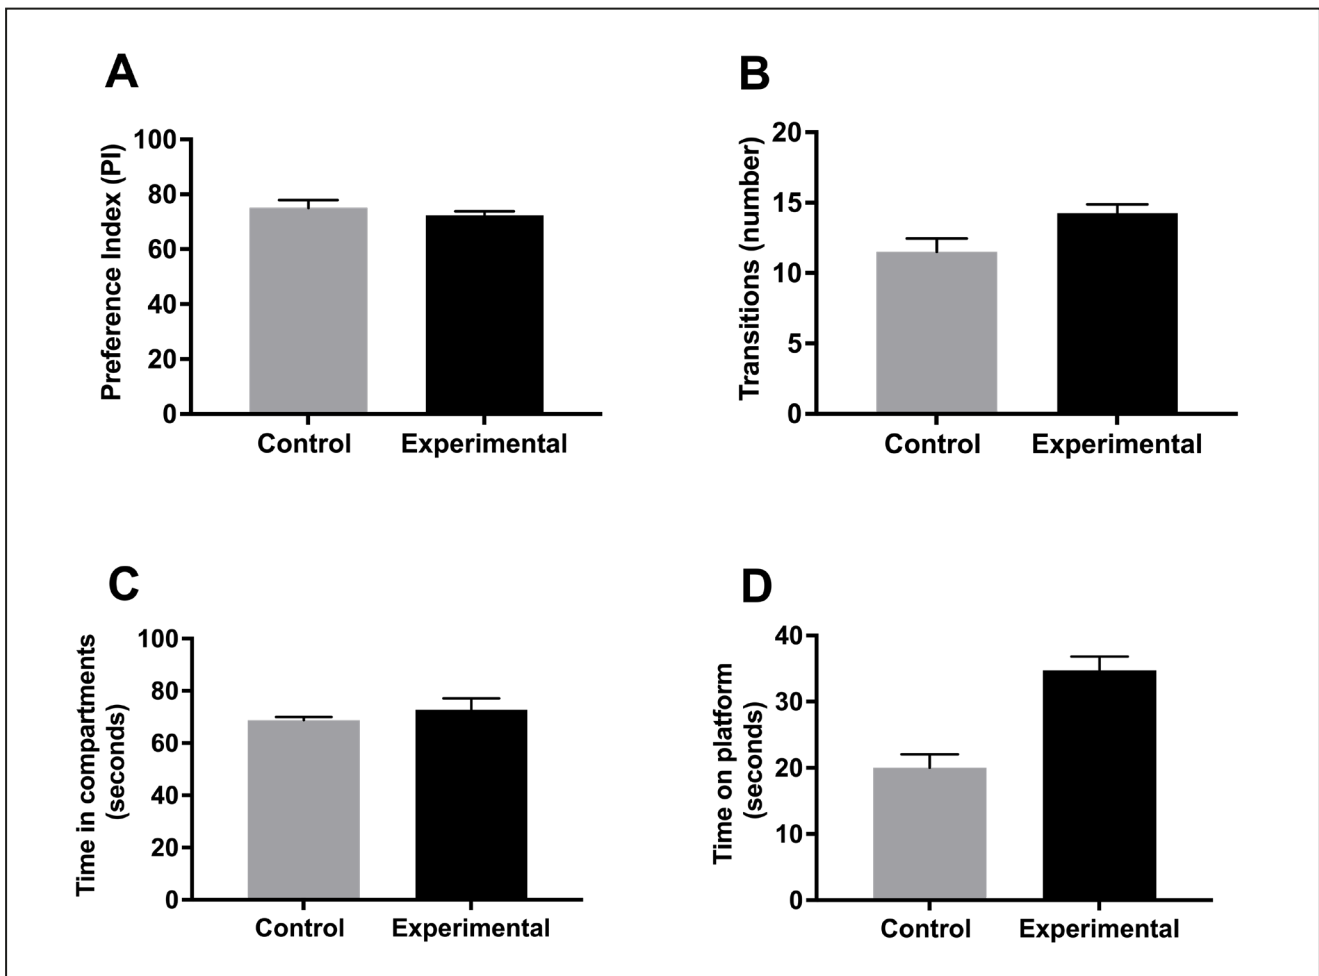 A
Preference Index (PI)
100
80
60
40
20
0
Control Experimental
B
Transitions (number)
20
15
10
5
0
Control Experimental
C
Time in compartments
(seconds)
100
80
60
40
20
0
Control Experimental
D
Time on platform
(seconds)
40
30
20
10
0
Control Experimental